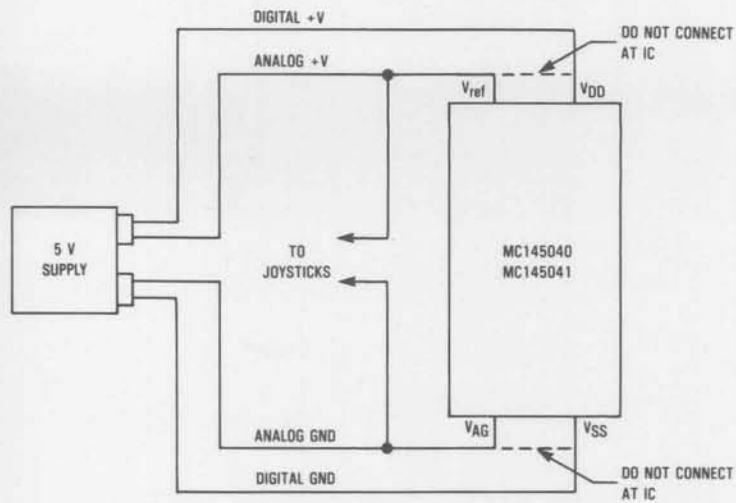 DIGITAL +V
DO NOT CONNECT
AT IC
ANALOG +V
Vref
VDD
5 V
SUPPLY
TO
JOYSTICKS
MC145040
MC145041
VAG
VSS
ANALOG GND
DIGITAL GND
DO NOT CONNECT
AT IC